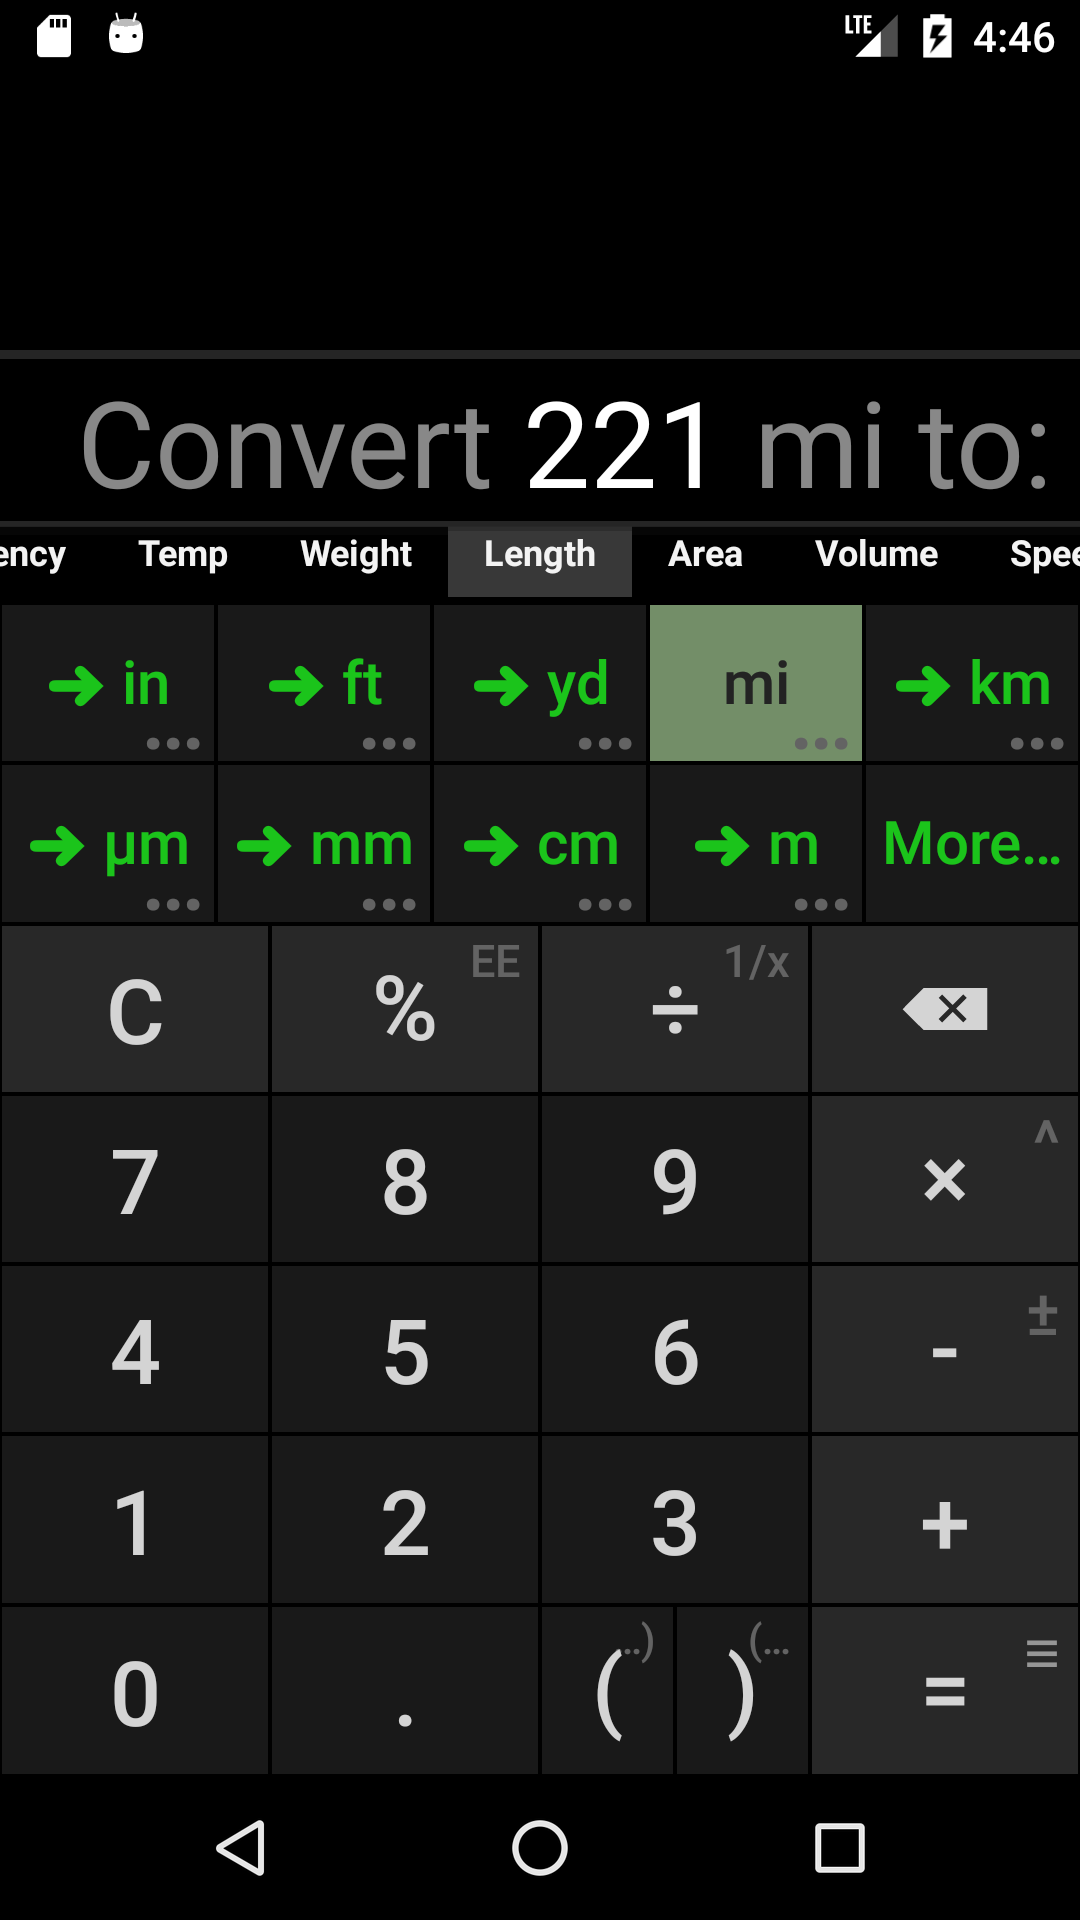 LTE 4:46
Convert 221 mi to:
ency Temp Weight Length Area Volume Spee
→ in → ft → yd mi → km
→ µm → mm → cm → m More...
C % EE ÷ 1/x
7 8 9 × ^
4 5 6 - ±
1 2 3 +
0 . ( ..) ) (... =